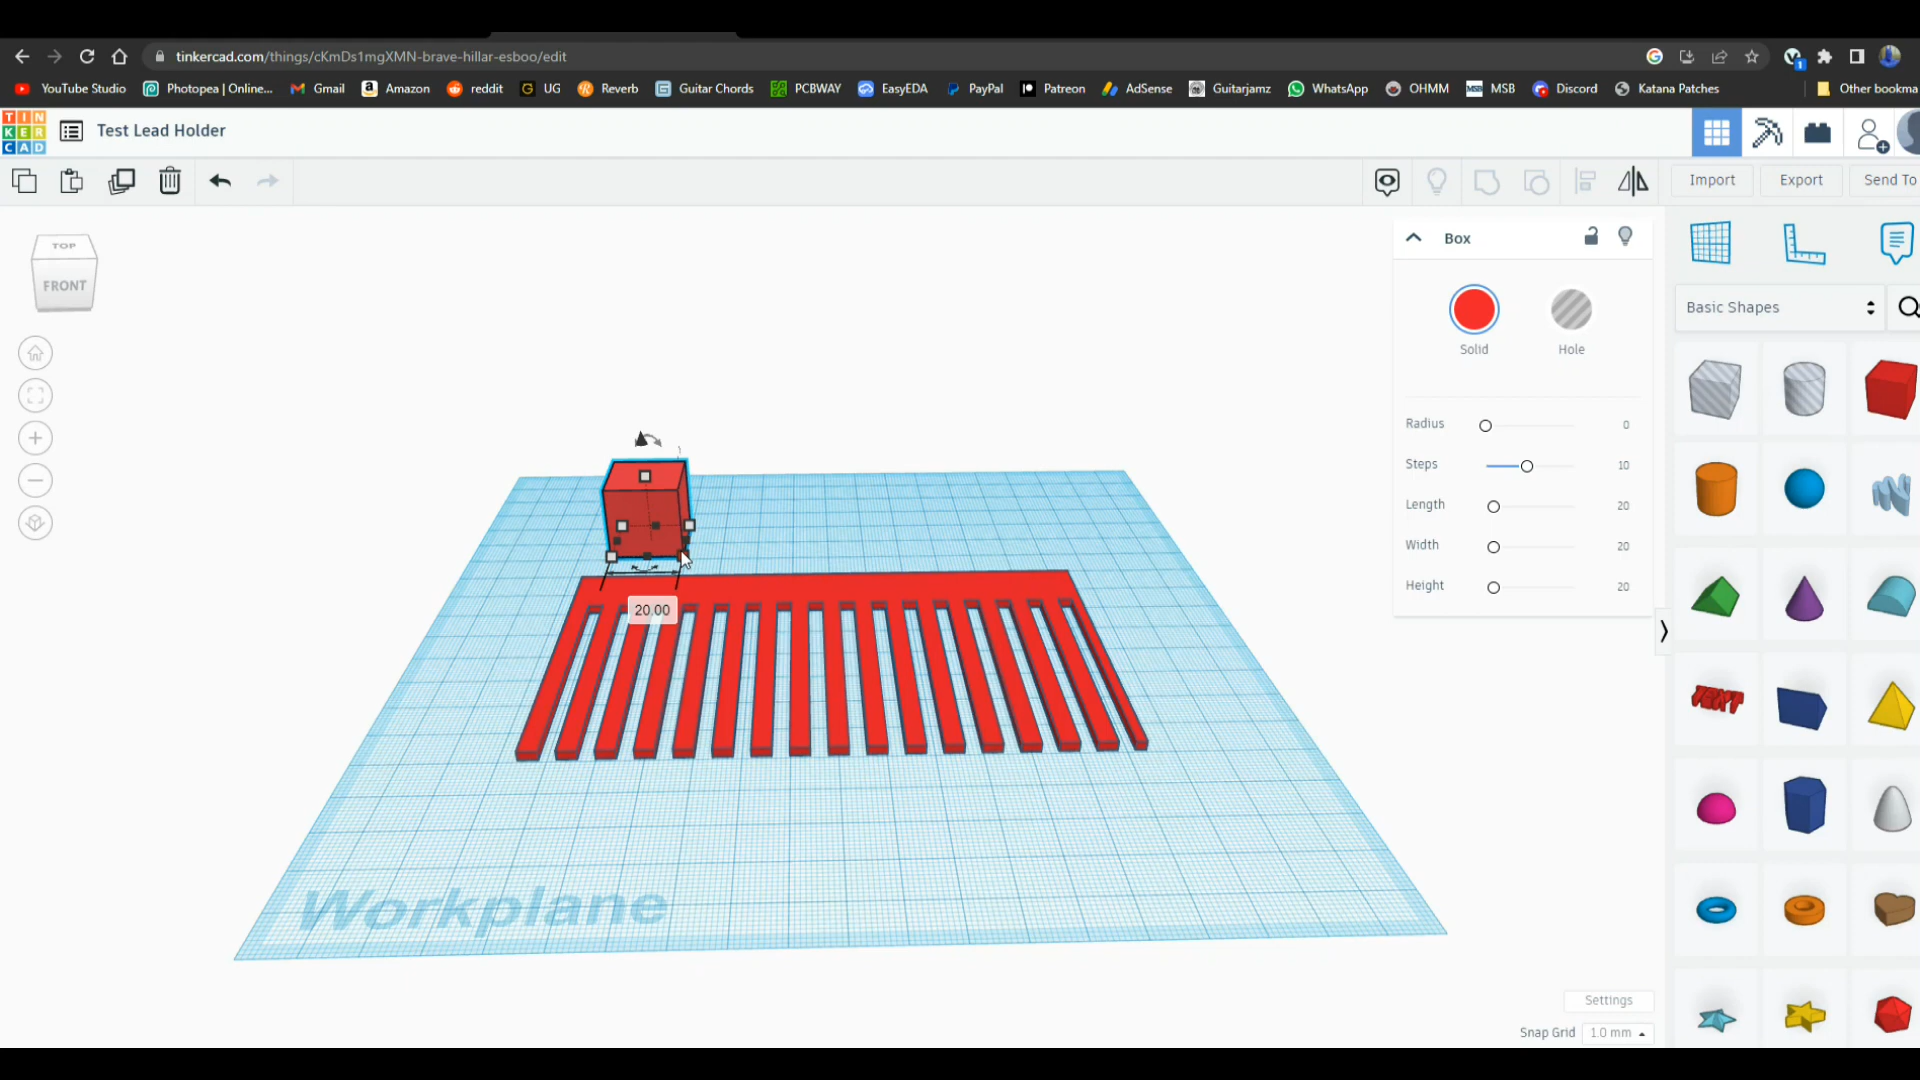 tinkercad.com/things/cKmDs1mgXMN-brave-hillar-esboo/edit
1
YouTube Studio Photopea | Online... Gmail Amazon reddit UG Reverb Guitar Chords PCBWAY EasyEDA PayPal Patreon AdSense Guitarjamz WhatsApp OHMM MSB MSB Discord Katana Patches Other bookma
TIN
KER
CAD
Test Lead Holder
Import Export Send To
TOP
FRONT
Box
Solid Hole
Radius 0
Steps 10
Length 20
Width 20
Height 20
Basic Shapes
TEXT
20.00
Workplane
Settings
Snap Grid 1.0 mm